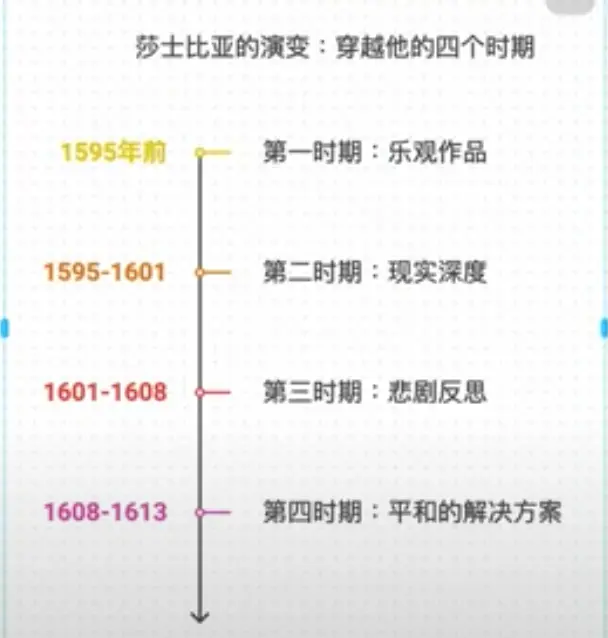 莎士比亚的演变：穿越他的四个时期
1595年前 第一时期：乐观作品
1595-1601 第二时期：现实深度
1601-1608 第三时期：悲剧反思
1608-1613 第四时期：平和的解决方案